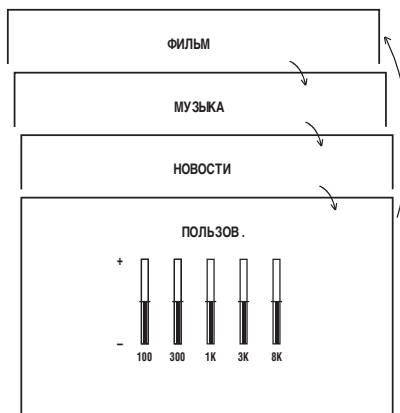 ФИЛЬМ
МУЗЫКА
НОВОСТИ
ПОЛЬЗОВ .
+
–
100 300 1K 3K 8K